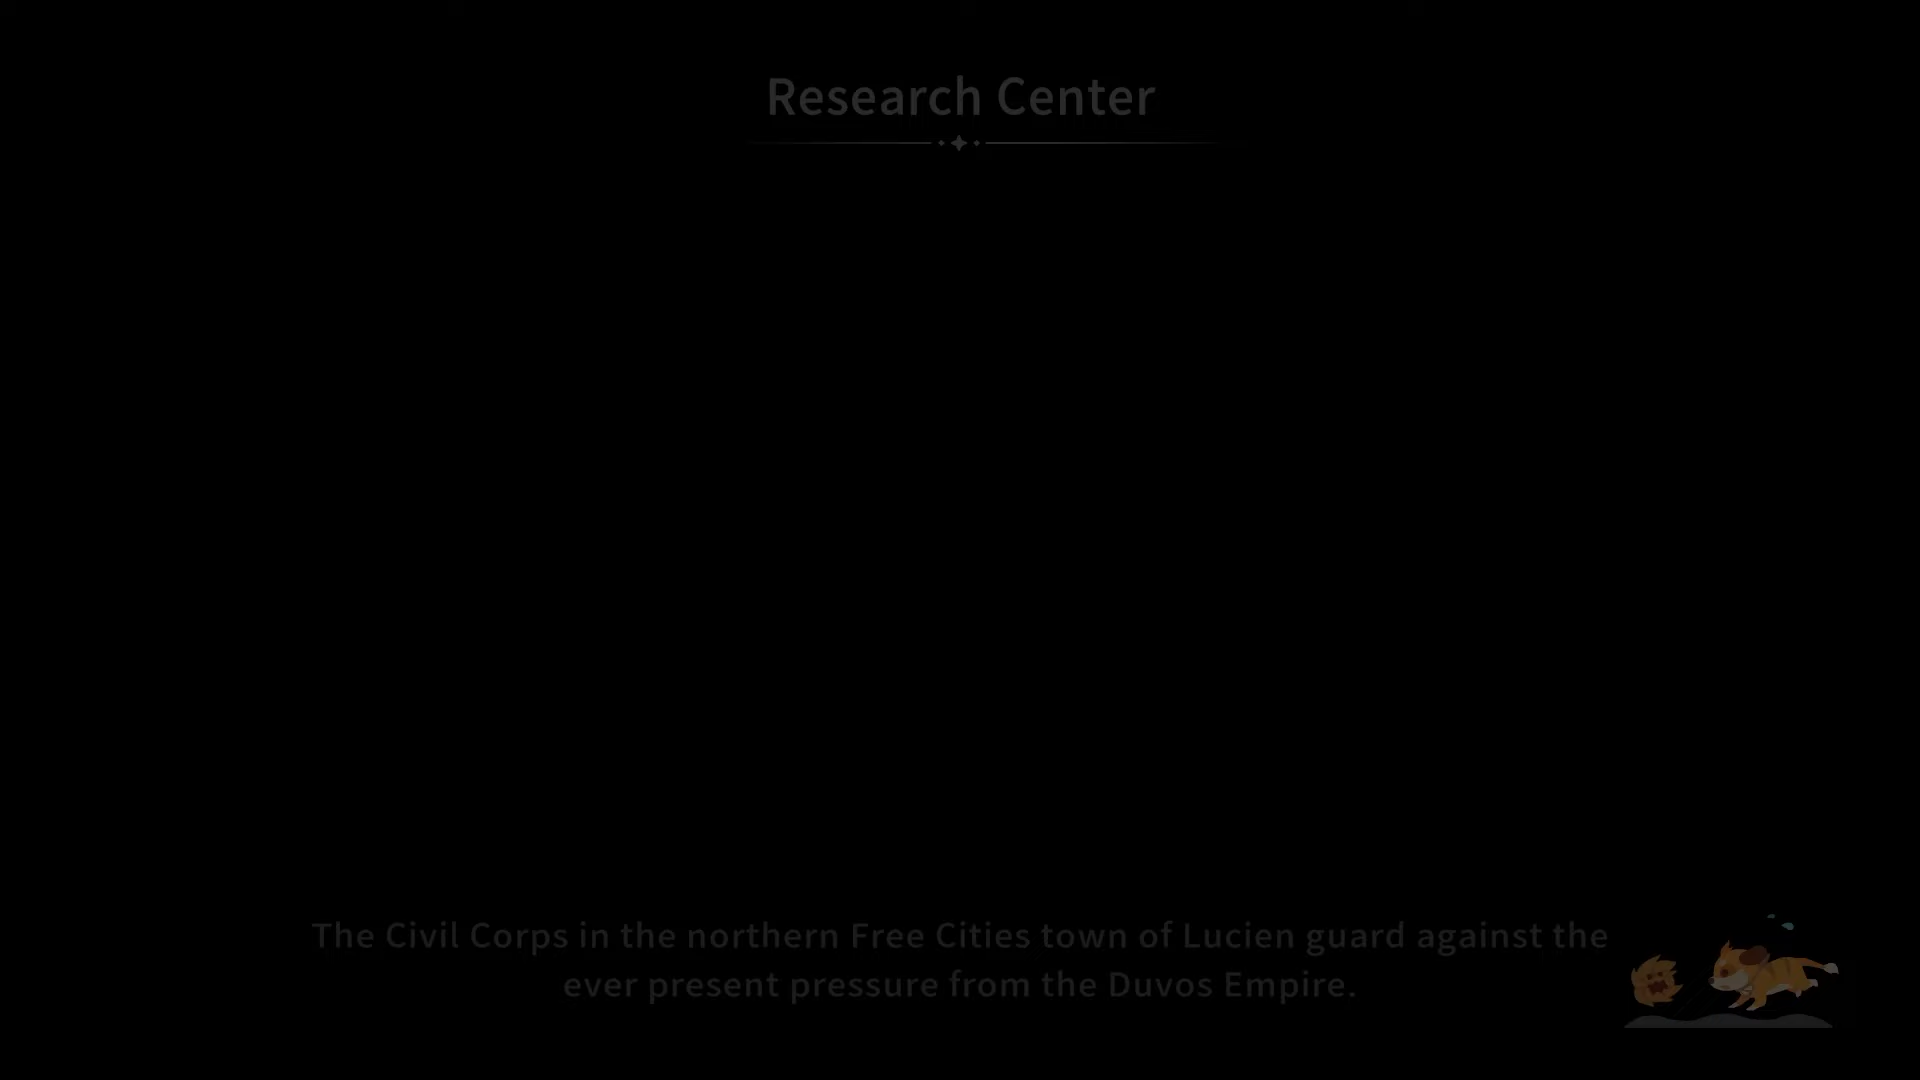 Research Center
The Civil Corps in the northern Free Cities town of Lucien guard against the
ever present pressure from the Duvos Empire.